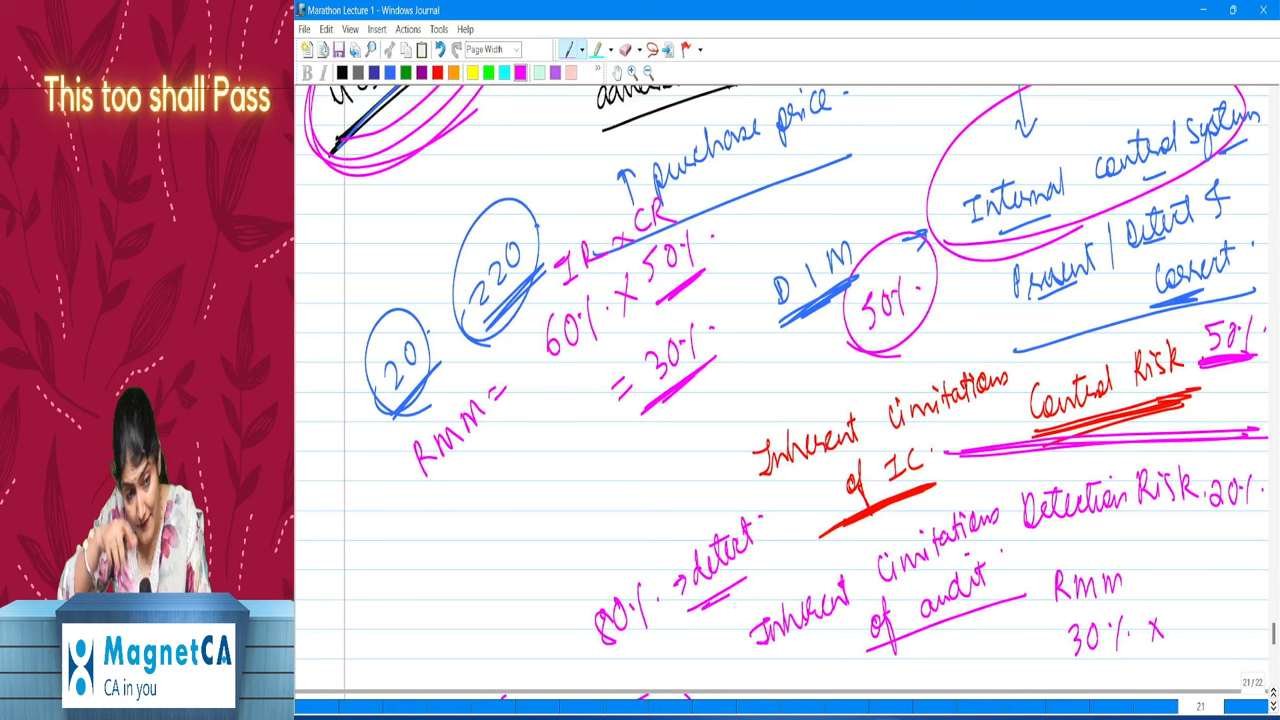 This too shall Pass
MagnetCA
CA in you
Marathon Lecture 1 - Windows Journal
File Edit View Insert Actions Tools Help
Page Width
B I
↑ purchase price.
Internal control System
Prevent / Detect &
Correct.
D I M
50%.
220
20
IR × CR
60% × 50%.
= 30%.
RMM =
Control Risk 50%
Inherent limitations
of IC.
Detection Risk. 20%.
Inherent limitations
of audit.
80%. → detect.
RMM
30% ×
21 / 22
21